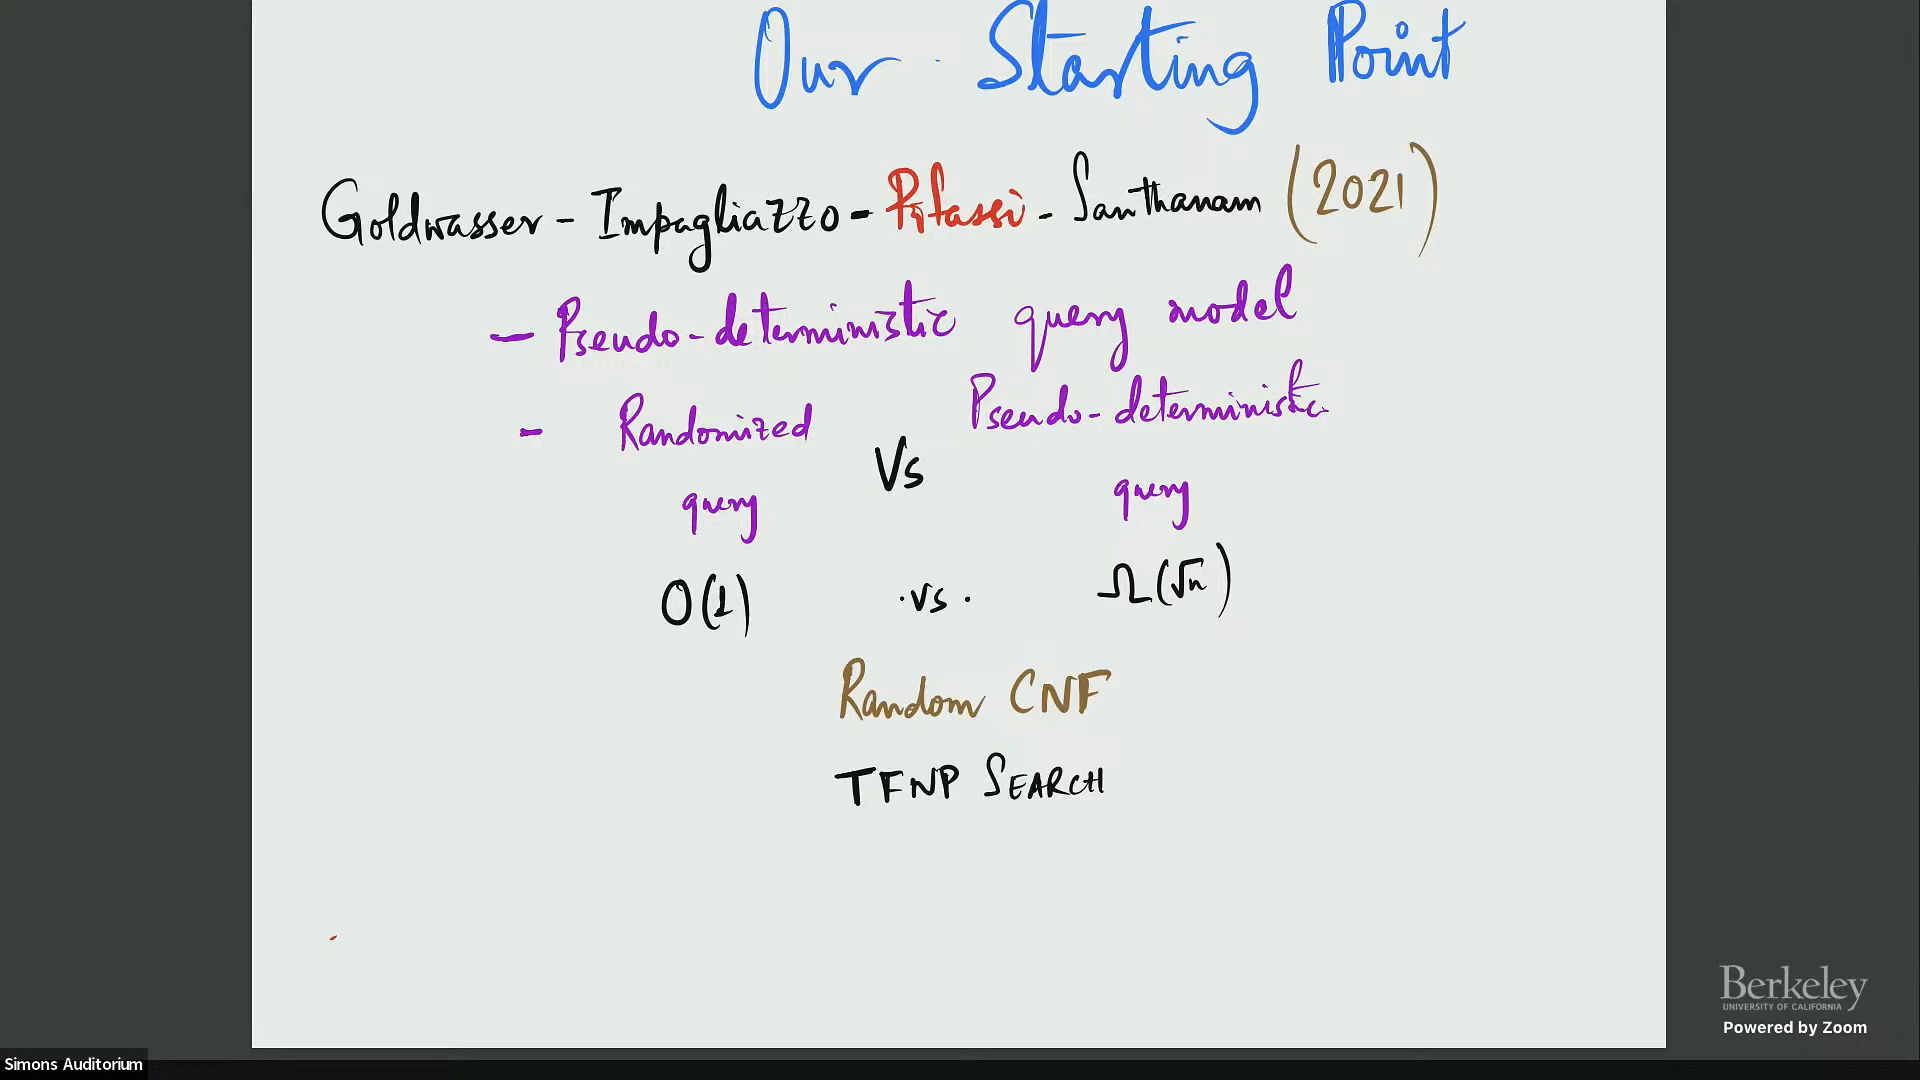 Our Starting Point
Goldwasser - Impagliazzo - Pitassi - Santhanam (2021)
- Pseudo-deterministic query model
- Randomized Vs Pseudo-deterministic
query query
O(1) .vs. Ω(√n)
Random CNF
TFNP SEARCH
Berkeley
UNIVERSITY OF CALIFORNIA
Powered by Zoom
Simons Auditorium